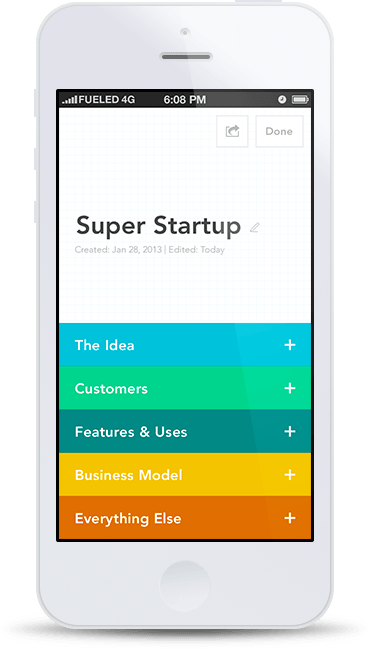 FUELED 4G 6:08 PM
Done
Super Startup
Created: Jan 28, 2013 | Edited: Today
The Idea +
Customers +
Features & Uses +
Business Model +
Everything Else +